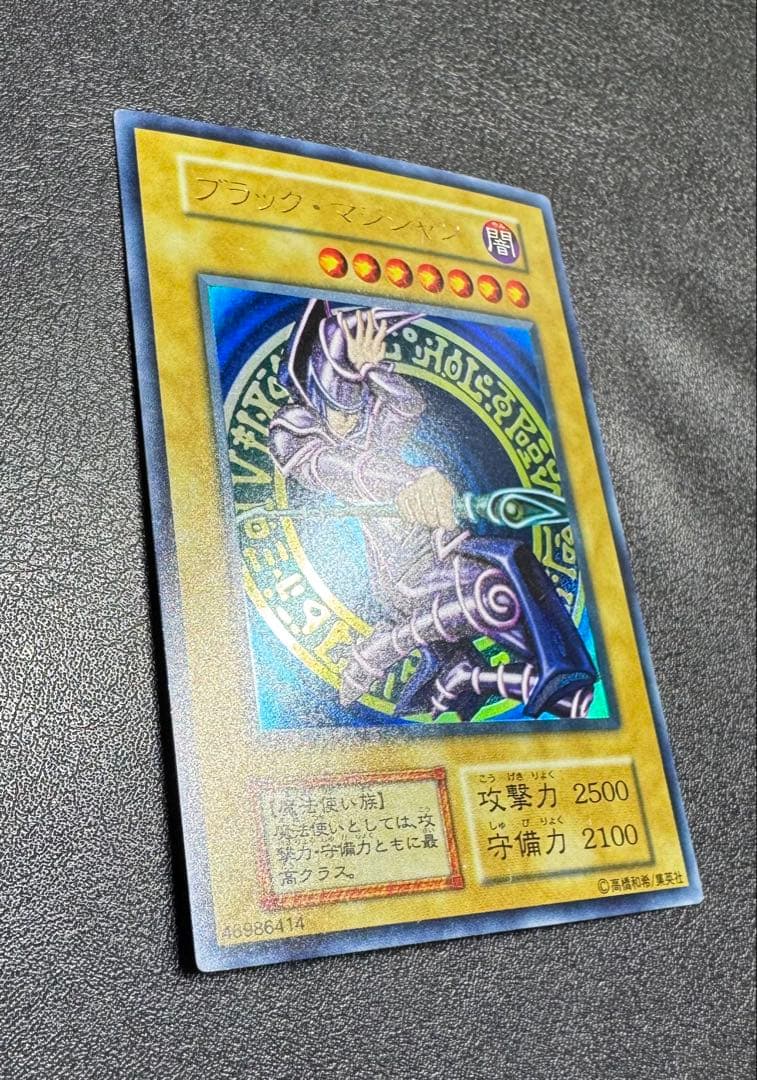 ブラック・マジシャン
闇
【魔法使い族】
魔法使いとしては、攻
撃力・守備力ともに最
高クラス。
こう げき りょく
攻撃力 2500
しゅ び りょく
守備力 2100
46986414
©高橋和希/集英社